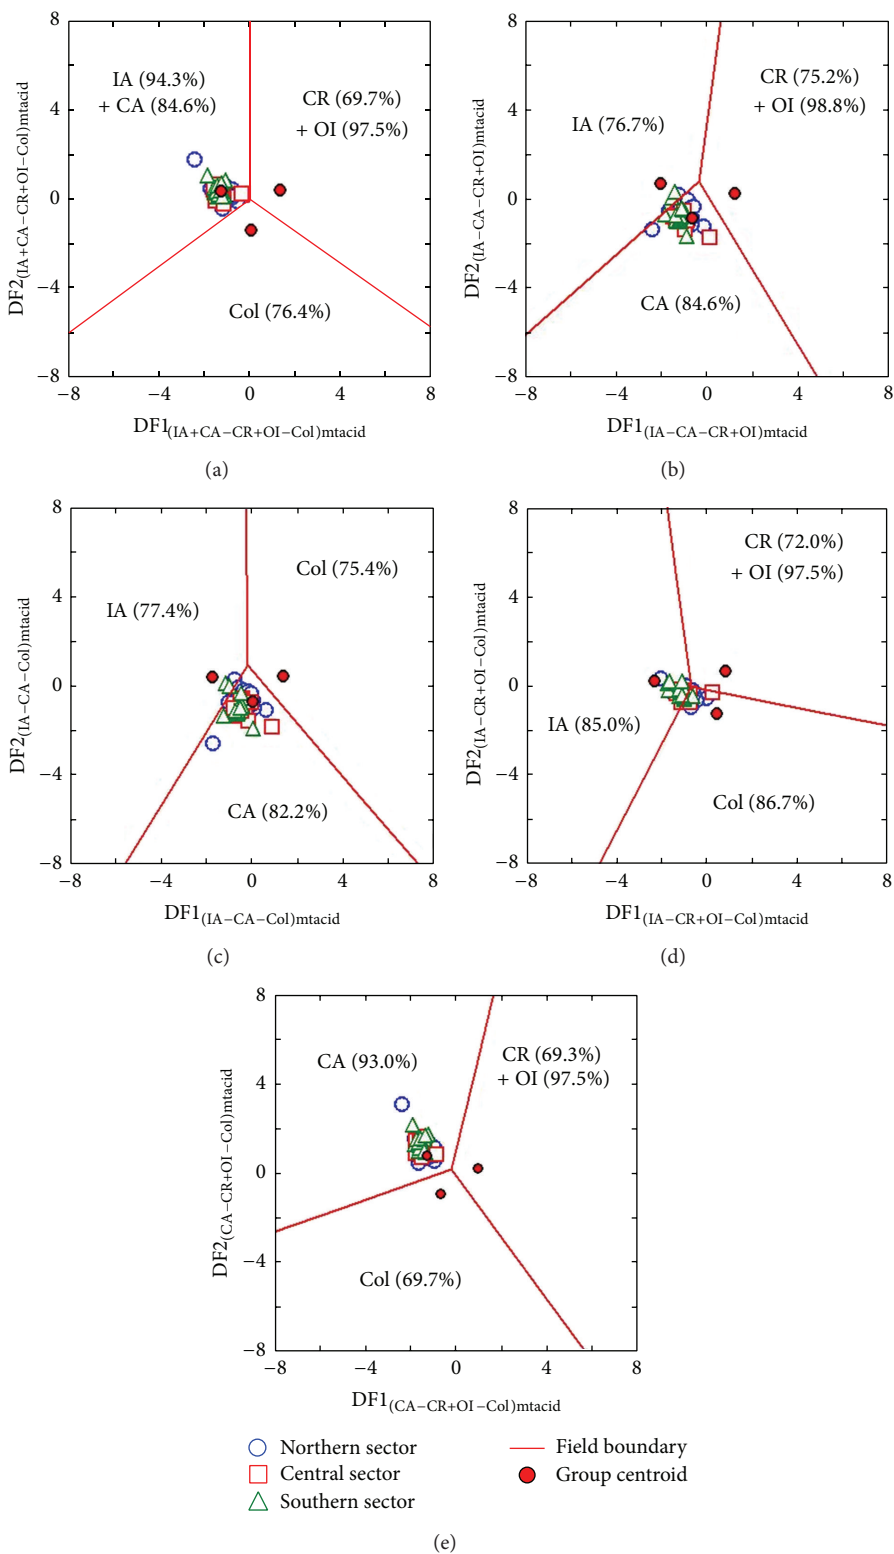 8
4
0
−4
−8
−8
−4
0
4
8
DF2(IA+CA−CR+OI−Col)mtacid
DF1(IA+CA−CR+OI−Col)mtacid
IA (94.3%)
+ CA (84.6%)
CR (69.7%)
+ OI (97.5%)
Col (76.4%)
(a)
8
4
0
−4
−8
−8
−4
0
4
8
DF2(IA−CA−CR+OI)mtacid
DF1(IA−CA−CR+OI)mtacid
IA (76.7%)
CR (75.2%)
+ OI (98.8%)
CA (84.6%)
(b)
8
4
0
−4
−8
−8
−4
0
4
8
DF2(IA−CA−Col)mtacid
DF1(IA−CA−Col)mtacid
IA (77.4%)
Col (75.4%)
CA (82.2%)
(c)
8
4
0
−4
−8
−8
−4
0
4
8
DF2(IA−CR+OI−Col)mtacid
DF1(IA−CR+OI−Col)mtacid
CR (72.0%)
+ OI (97.5%)
IA (85.0%)
Col (86.7%)
(d)
8
4
0
−4
−8
−8
−4
0
4
8
DF2(CA−CR+OI−Col)mtacid
DF1(CA−CR+OI−Col)mtacid
CA (93.0%)
CR (69.3%)
+ OI (97.5%)
Col (69.7%)
Northern sector
Central sector
Southern sector
Field boundary
Group centroid
(e)